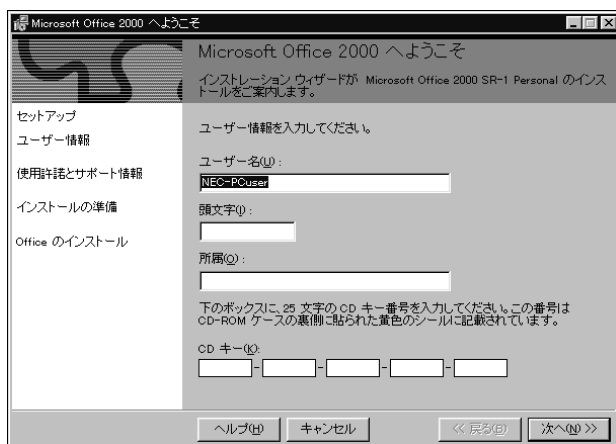 Microsoft Office 2000 へようこそ
Microsoft Office 2000 へようこそ
インストレーション ウィザードが Microsoft Office 2000 SR-1 Personal のインス
トールをご案内します。
セットアップ
ユーザー情報
使用許諾とサポート情報
インストールの準備
Office のインストール
ユーザー情報を入力してください。
ユーザー名(U) :
NEC-PCuser
頭文字(I) :
所属(O) :
下のボックスに、25 文字の CD キー番号を入力してください。この番号は
CD-ROM ケースの裏側に貼られた黄色のシールに記載されています。
CD キー(K):
- - - -
ヘルプ(H) キャンセル << 戻る(B) 次へ(N) >>